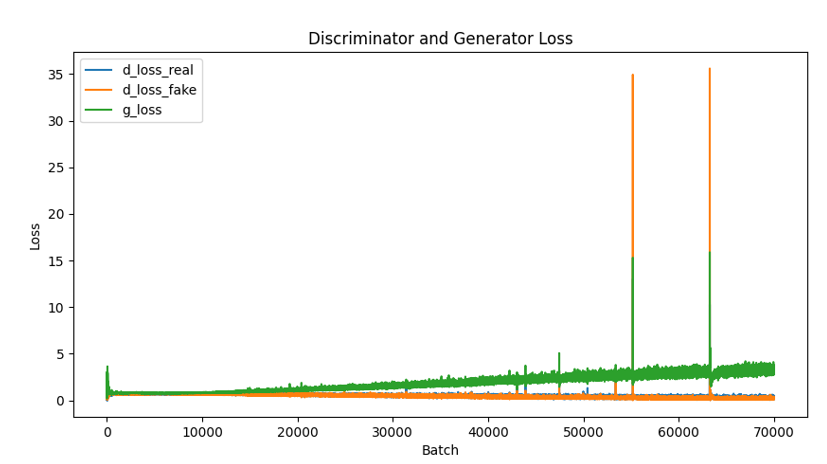 Discriminator and Generator Loss
d_loss_real
d_loss_fake
g_loss
35
30
25
20
15
10
5
0
Loss
0 10000 20000 30000 40000 50000 60000 70000
Batch